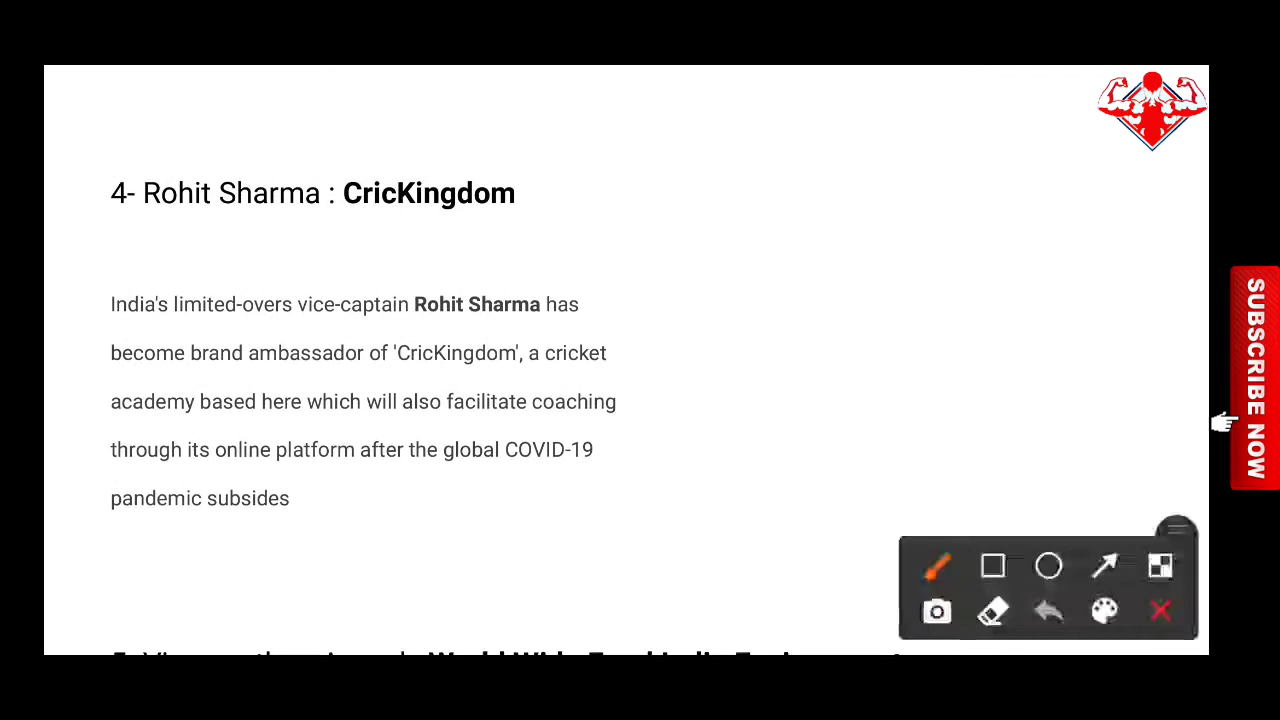 4- Rohit Sharma : CricKingdom
India's limited-overs vice-captain Rohit Sharma has
become brand ambassador of 'CricKingdom', a cricket
academy based here which will also facilitate coaching
through its online platform after the global COVID-19
pandemic subsides
SUBSCRIBE NOW